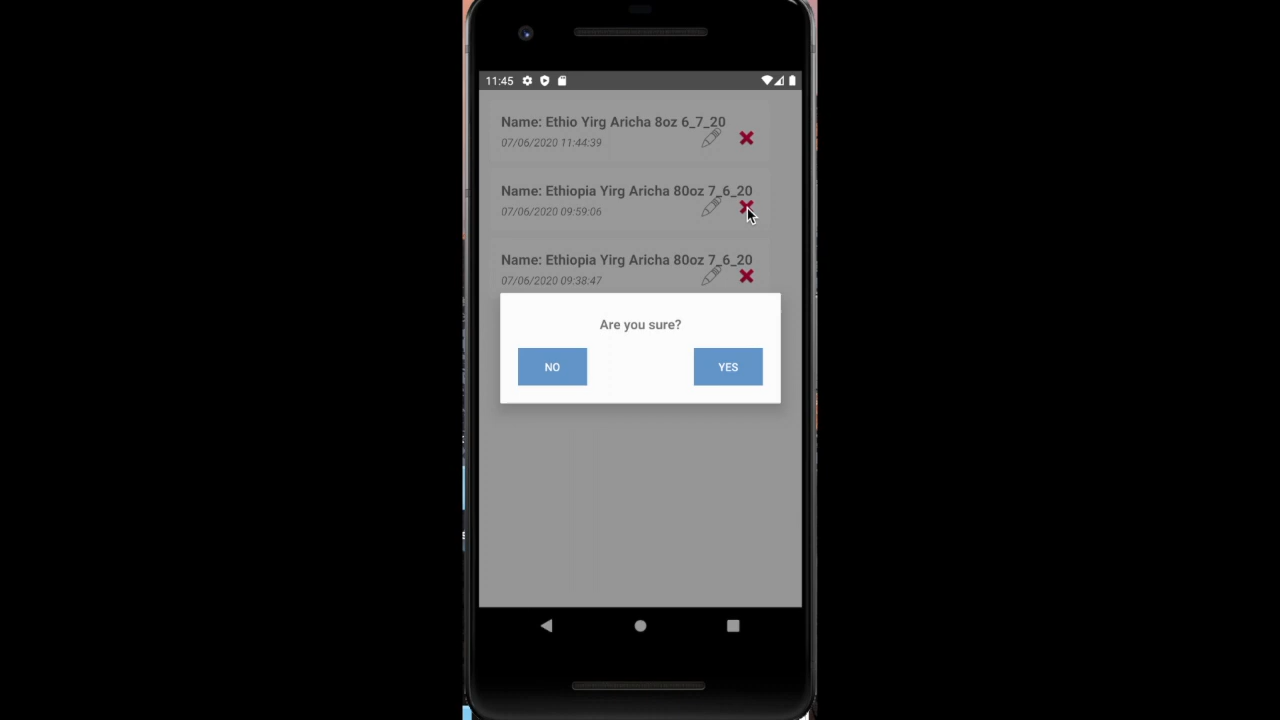 11:45
Name: Ethio Yirg Aricha 8oz 6_7_20
07/06/2020 11:44:39
Name: Ethiopia Yirg Aricha 80oz 7_6_20
07/06/2020 09:59:06
Name: Ethiopia Yirg Aricha 80oz 7_6_20
07/06/2020 09:38:47
Are you sure?
NO YES